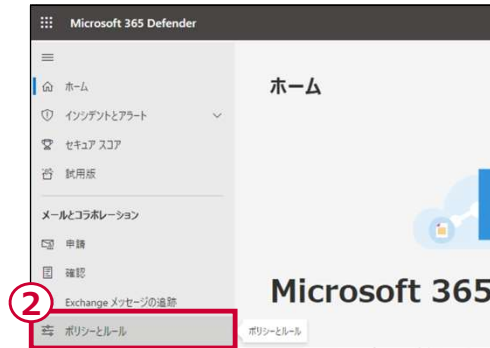 Microsoft 365 Defender
ホーム
インシデントとアラート
セキュア スコア
試用版
メールとコラボレーション
申請
確認
Exchange メッセージの追跡
②
ポリシーとルール
ポリシーとルール
ホーム
Microsoft 365